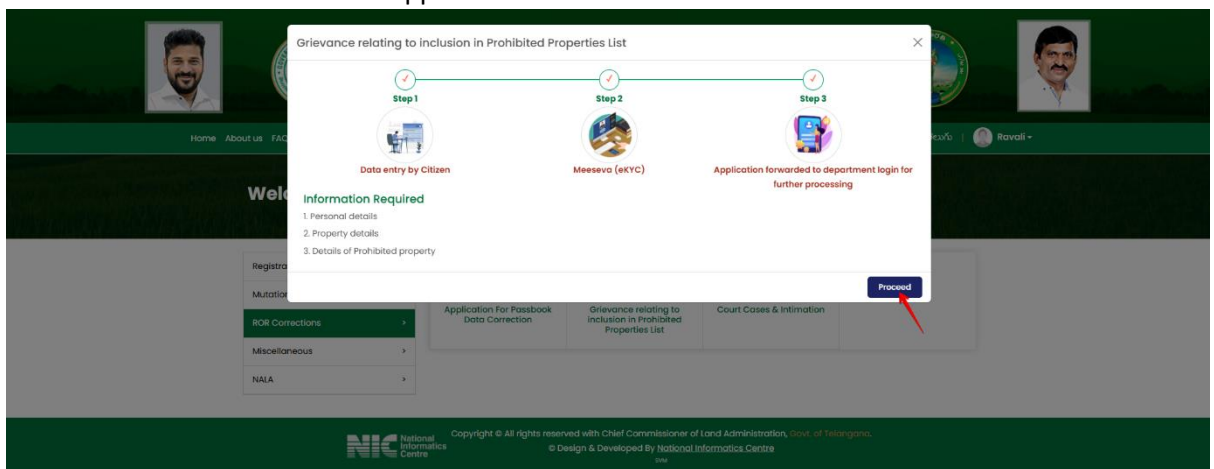 Grievance relating to inclusion in Prohibited Properties List
Step 1
Step 2
Step 3
Data entry by Citizen
Meeseva (eKYC)
Application forwarded to department login for
further processing
Information Required
1. Personal details
2. Property details
3. Details of Prohibited property
Proceed
Home About us FAQ
Ravali
Welc
Registra
Mutation
ROR Corrections
Miscellaneous
NALA
Application For Passbook
Data Correction
Grievance relating to
inclusion in Prohibited
Properties List
Court Cases & Intimation
NIC National
Informatics
Centre
Copyright © All rights reserved with Chief Commissioner of Land Administration, Govt. of Telangana.
© Design & Developed By National Informatics Centre